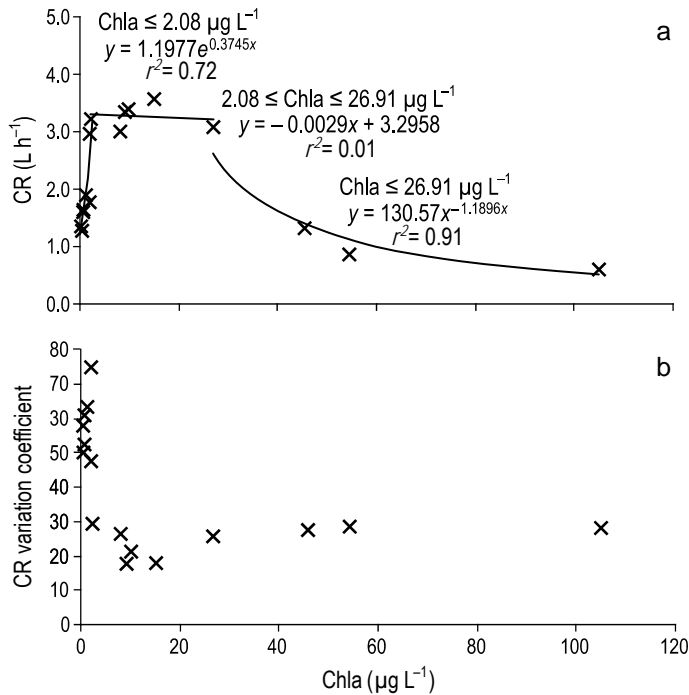 a
Chla ≤ 2.08 µg L⁻¹
y = 1.1977e^0.3745x
r² = 0.72
2.08 ≤ Chla ≤ 26.91 µg L⁻¹
y = – 0.0029x + 3.2958
r² = 0.01
Chla ≤ 26.91 µg L⁻¹
y = 130.57x^–1.1896x
r² = 0.91
CR (L h⁻¹)
5.0
4.0
3.0
2.0
1.0
0.0
b
CR variation coefficient
80
70
30
50
40
30
20
10
0
0 20 40 60 80 100 120
Chla (µg L⁻¹)